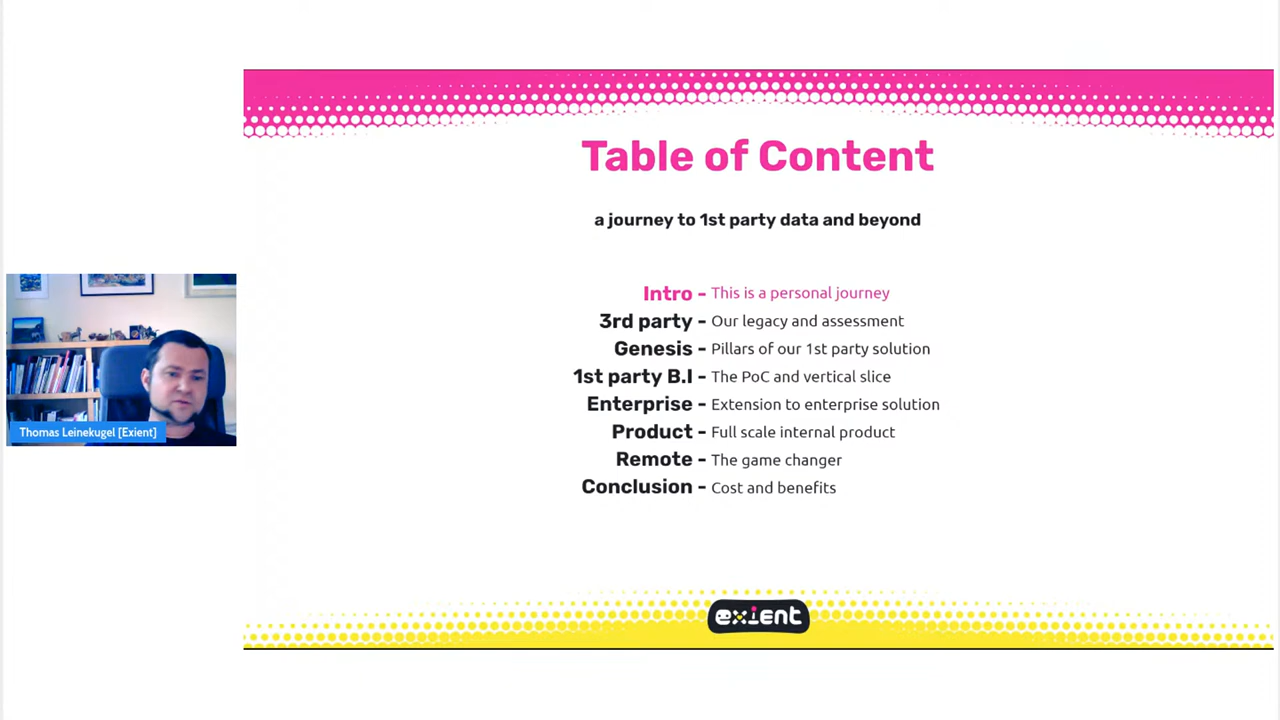 Table of Content
a journey to 1st party data and beyond
Intro - This is a personal journey
3rd party - Our legacy and assessment
Genesis - Pillars of our 1st party solution
1st party B.I - The PoC and vertical slice
Enterprise - Extension to enterprise solution
Product - Full scale internal product
Remote - The game changer
Conclusion - Cost and benefits
Thomas Leinekugel [Exient]
exient